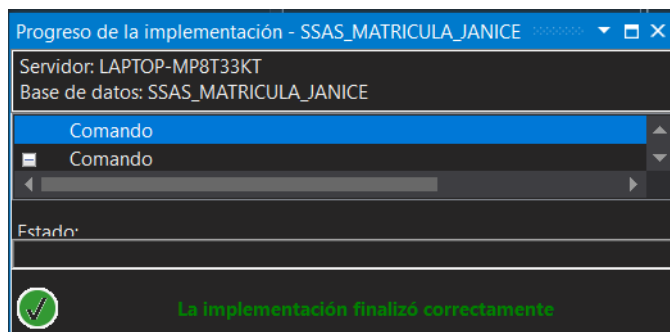 Progreso de la implementación - SSAS_MATRICULA_JANICE
Servidor: LAPTOP-MP8T33KT
Base de datos: SSAS_MATRICULA_JANICE
Comando
Comando
Estado:
La implementación finalizó correctamente